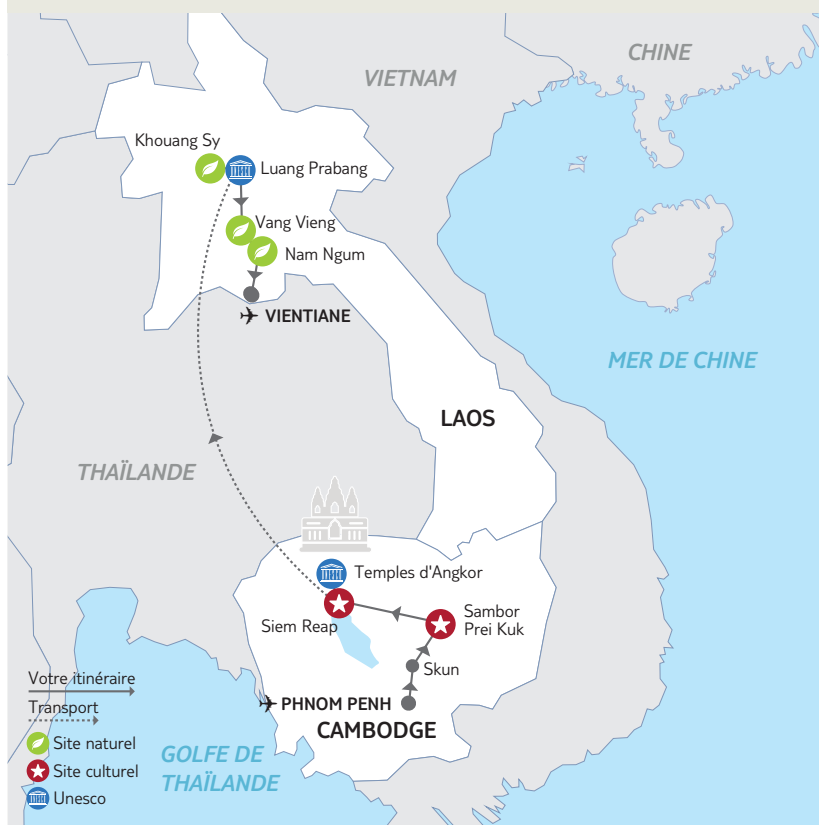 CHINE
VIETNAM
Khouang Sy
Luang Prabang
Vang Vieng
Nam Ngum
VIENTIANE
MER DE CHINE
LAOS
THAÏLANDE
Temples d'Angkor
Siem Reap
Sambor
Prei Kuk
Skun
PHNOM PENH
CAMBODGE
Votre itinéraire
Transport
Site naturel
Site culturel
Unesco
GOLFE DE
THAÏLANDE